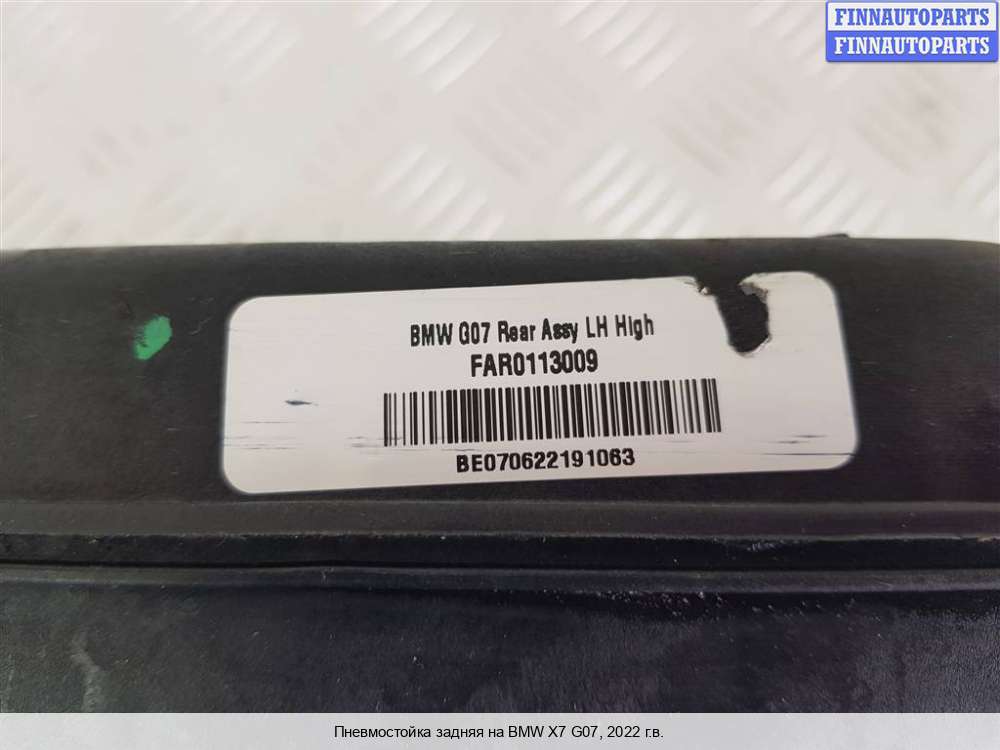 FINNAUTOPARTS
FINNAUTOPARTS
BMW G07 Rear Assy LH High
FAR0113009
BE070622191063
Пневмостойка задняя на BMW X7 G07, 2022 г.в.